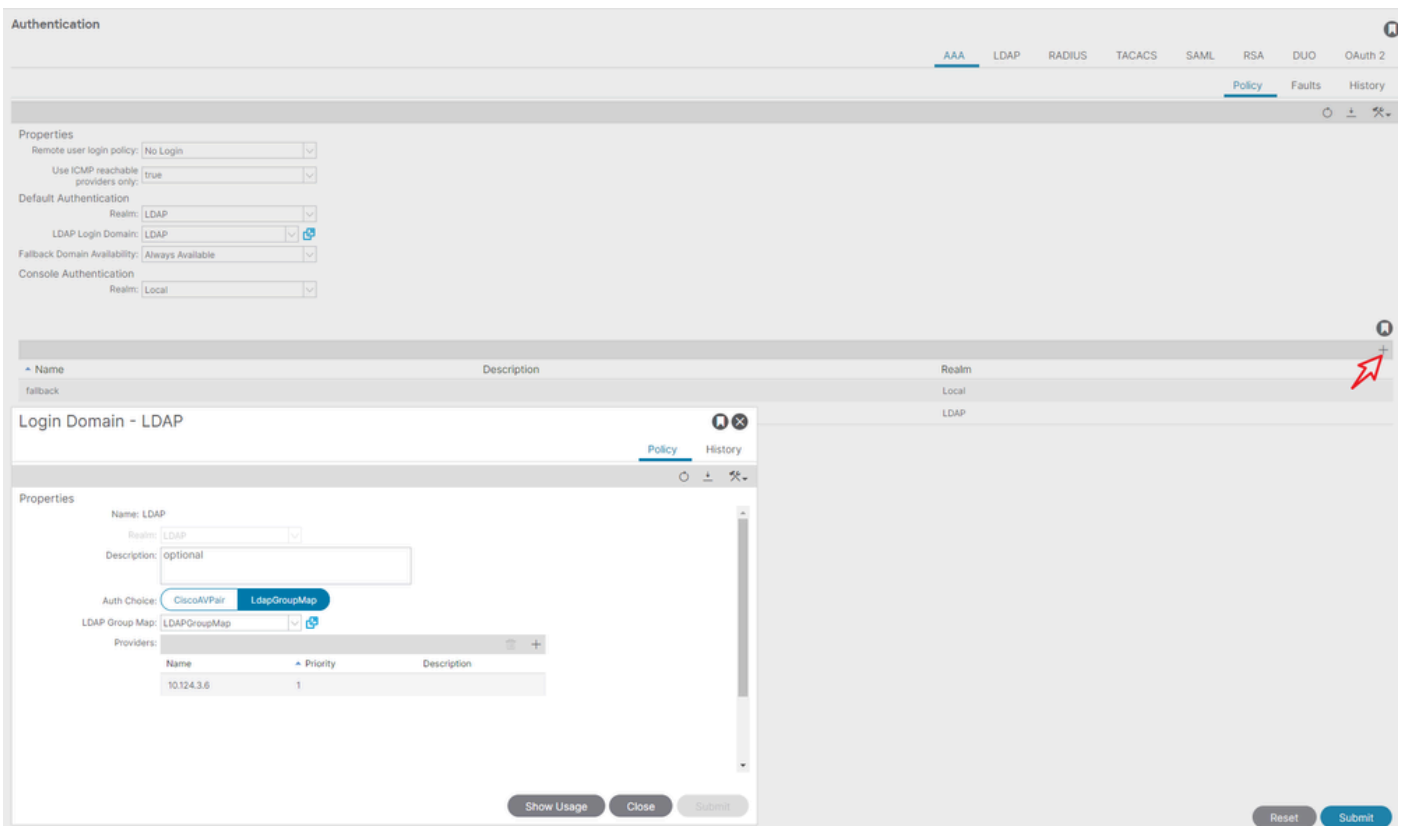 Authentication
AAA LDAP RADIUS TACACS SAML RSA DUO OAuth 2
Policy Faults History
Properties
Remote user login policy: No Login
Use ICMP reachable
providers only: true
Default Authentication
Realm: LDAP
LDAP Login Domain: LDAP
Fallback Domain Availability: Always Available
Console Authentication
Realm: Local
Name Description Realm
fallback Local
LDAP
Login Domain - LDAP
Policy History
Properties
Name: LDAP
Realm: LDAP
Description: optional
Auth Choice: CiscoAVPair LdapGroupMap
LDAP Group Map: LDAPGroupMap
Providers:
Name Priority Description
10.124.3.6 1
Show Usage Close Submit
Reset Submit